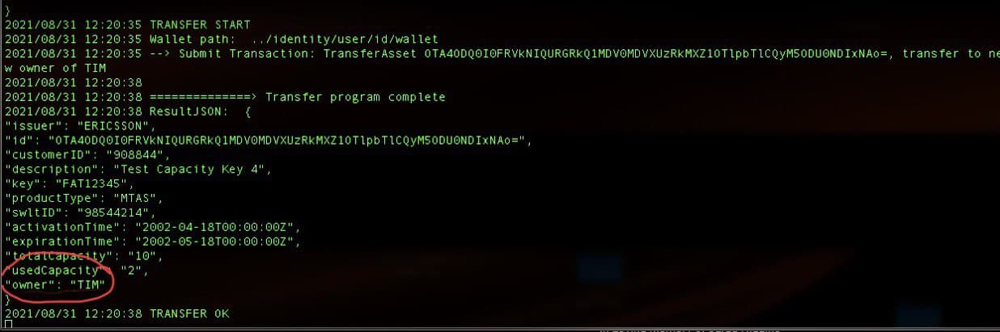 }
2021/08/31 12:20:35 TRANSFER START
2021/08/31 12:20:35 Wallet path:  ../identity/user/id/wallet
2021/08/31 12:20:35 --> Submit Transaction: TransferAsset OTA4ODQ0I0FRVkNIQURGRkQ1MDV0MDVXUzRkMXZ1OTlpbTlCQyM5ODU0NDIxNAo=, transfer to ne
w owner of TIM
2021/08/31 12:20:38
2021/08/31 12:20:38 ==============> Transfer program complete
2021/08/31 12:20:38 ResultJSON:  {
"issuer": "ERICSSON",
"id": "OTA4ODQ0I0FRVkNIQURGRkQ1MDV0MDVXUzRkMXZ1OTlpbTlCQyM5ODU0NDIxNAo=",
"customerID": "908844",
"description": "Test Capacity Key 4",
"key": "FAT12345",
"productType": "MTAS",
"swltID": "98544214",
"activationTime": "2002-04-18T00:00:00Z",
"expirationTime": "2002-05-18T00:00:00Z",
"totalCapacity": "10",
"usedCapacity": "2",
"owner": "TIM"
}
2021/08/31 12:20:38 TRANSFER OK